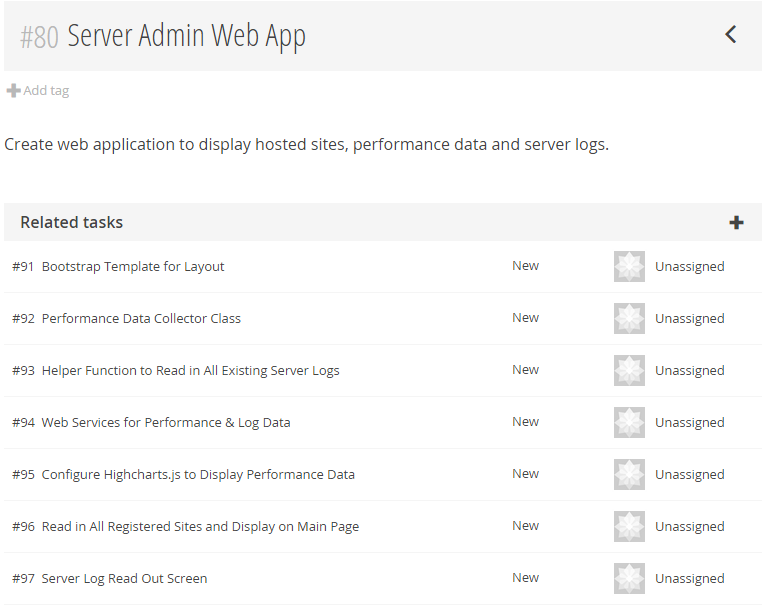 #80 Server Admin Web App
Add tag
Create web application to display hosted sites, performance data and server logs.
Related tasks
#91 Bootstrap Template for Layout New Unassigned
#92 Performance Data Collector Class New Unassigned
#93 Helper Function to Read in All Existing Server Logs New Unassigned
#94 Web Services for Performance & Log Data New Unassigned
#95 Configure Highcharts.js to Display Performance Data New Unassigned
#96 Read in All Registered Sites and Display on Main Page New Unassigned
#97 Server Log Read Out Screen New Unassigned